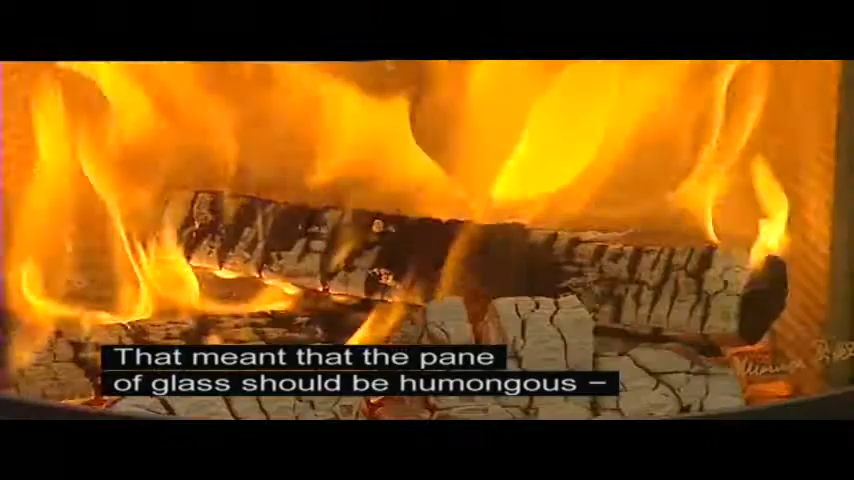 That meant that the pane
of glass should be humongous –